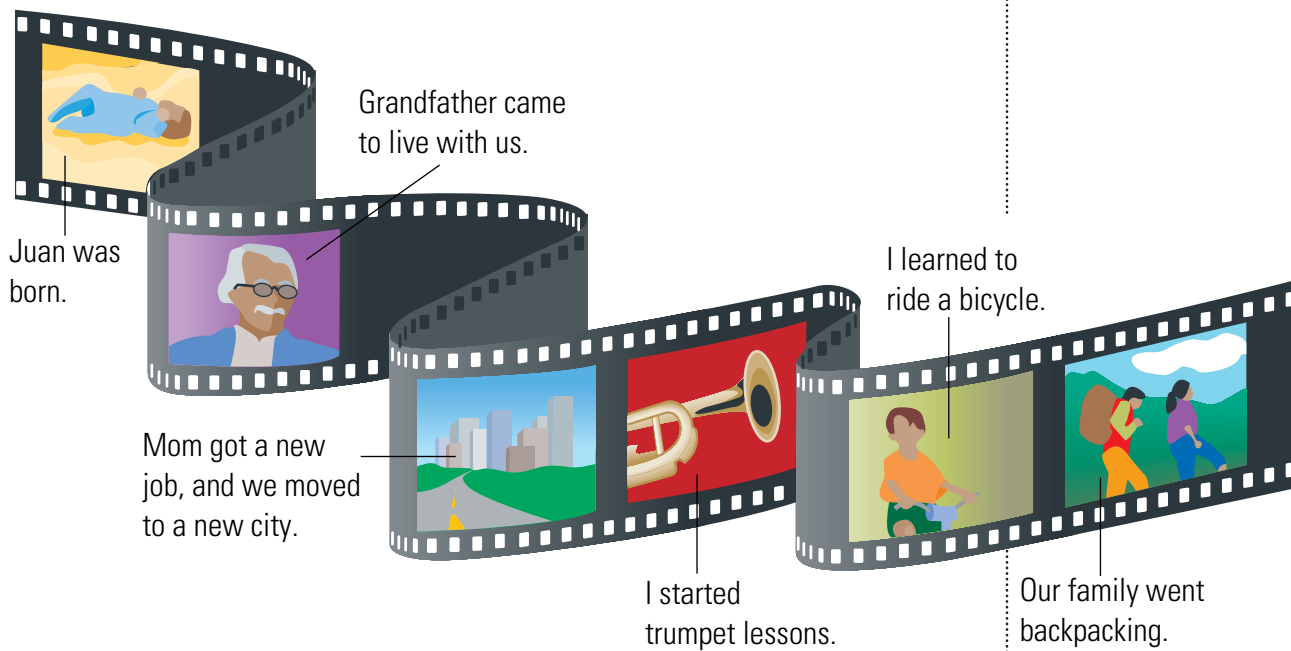 Juan was
born.
Grandfather came
to live with us.
Mom got a new
job, and we moved
to a new city.
I started
trumpet lessons.
I learned to
ride a bicycle.
Our family went
backpacking.